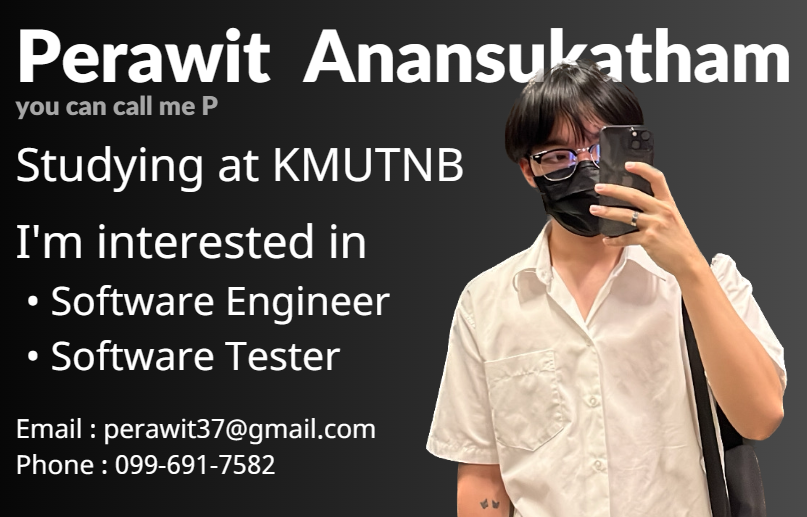 Perawit Anansukatham
you can call me P
Studying at KMUTNB
I'm interested in
• Software Engineer
• Software Tester
Email : perawit37@gmail.com
Phone : 099-691-7582